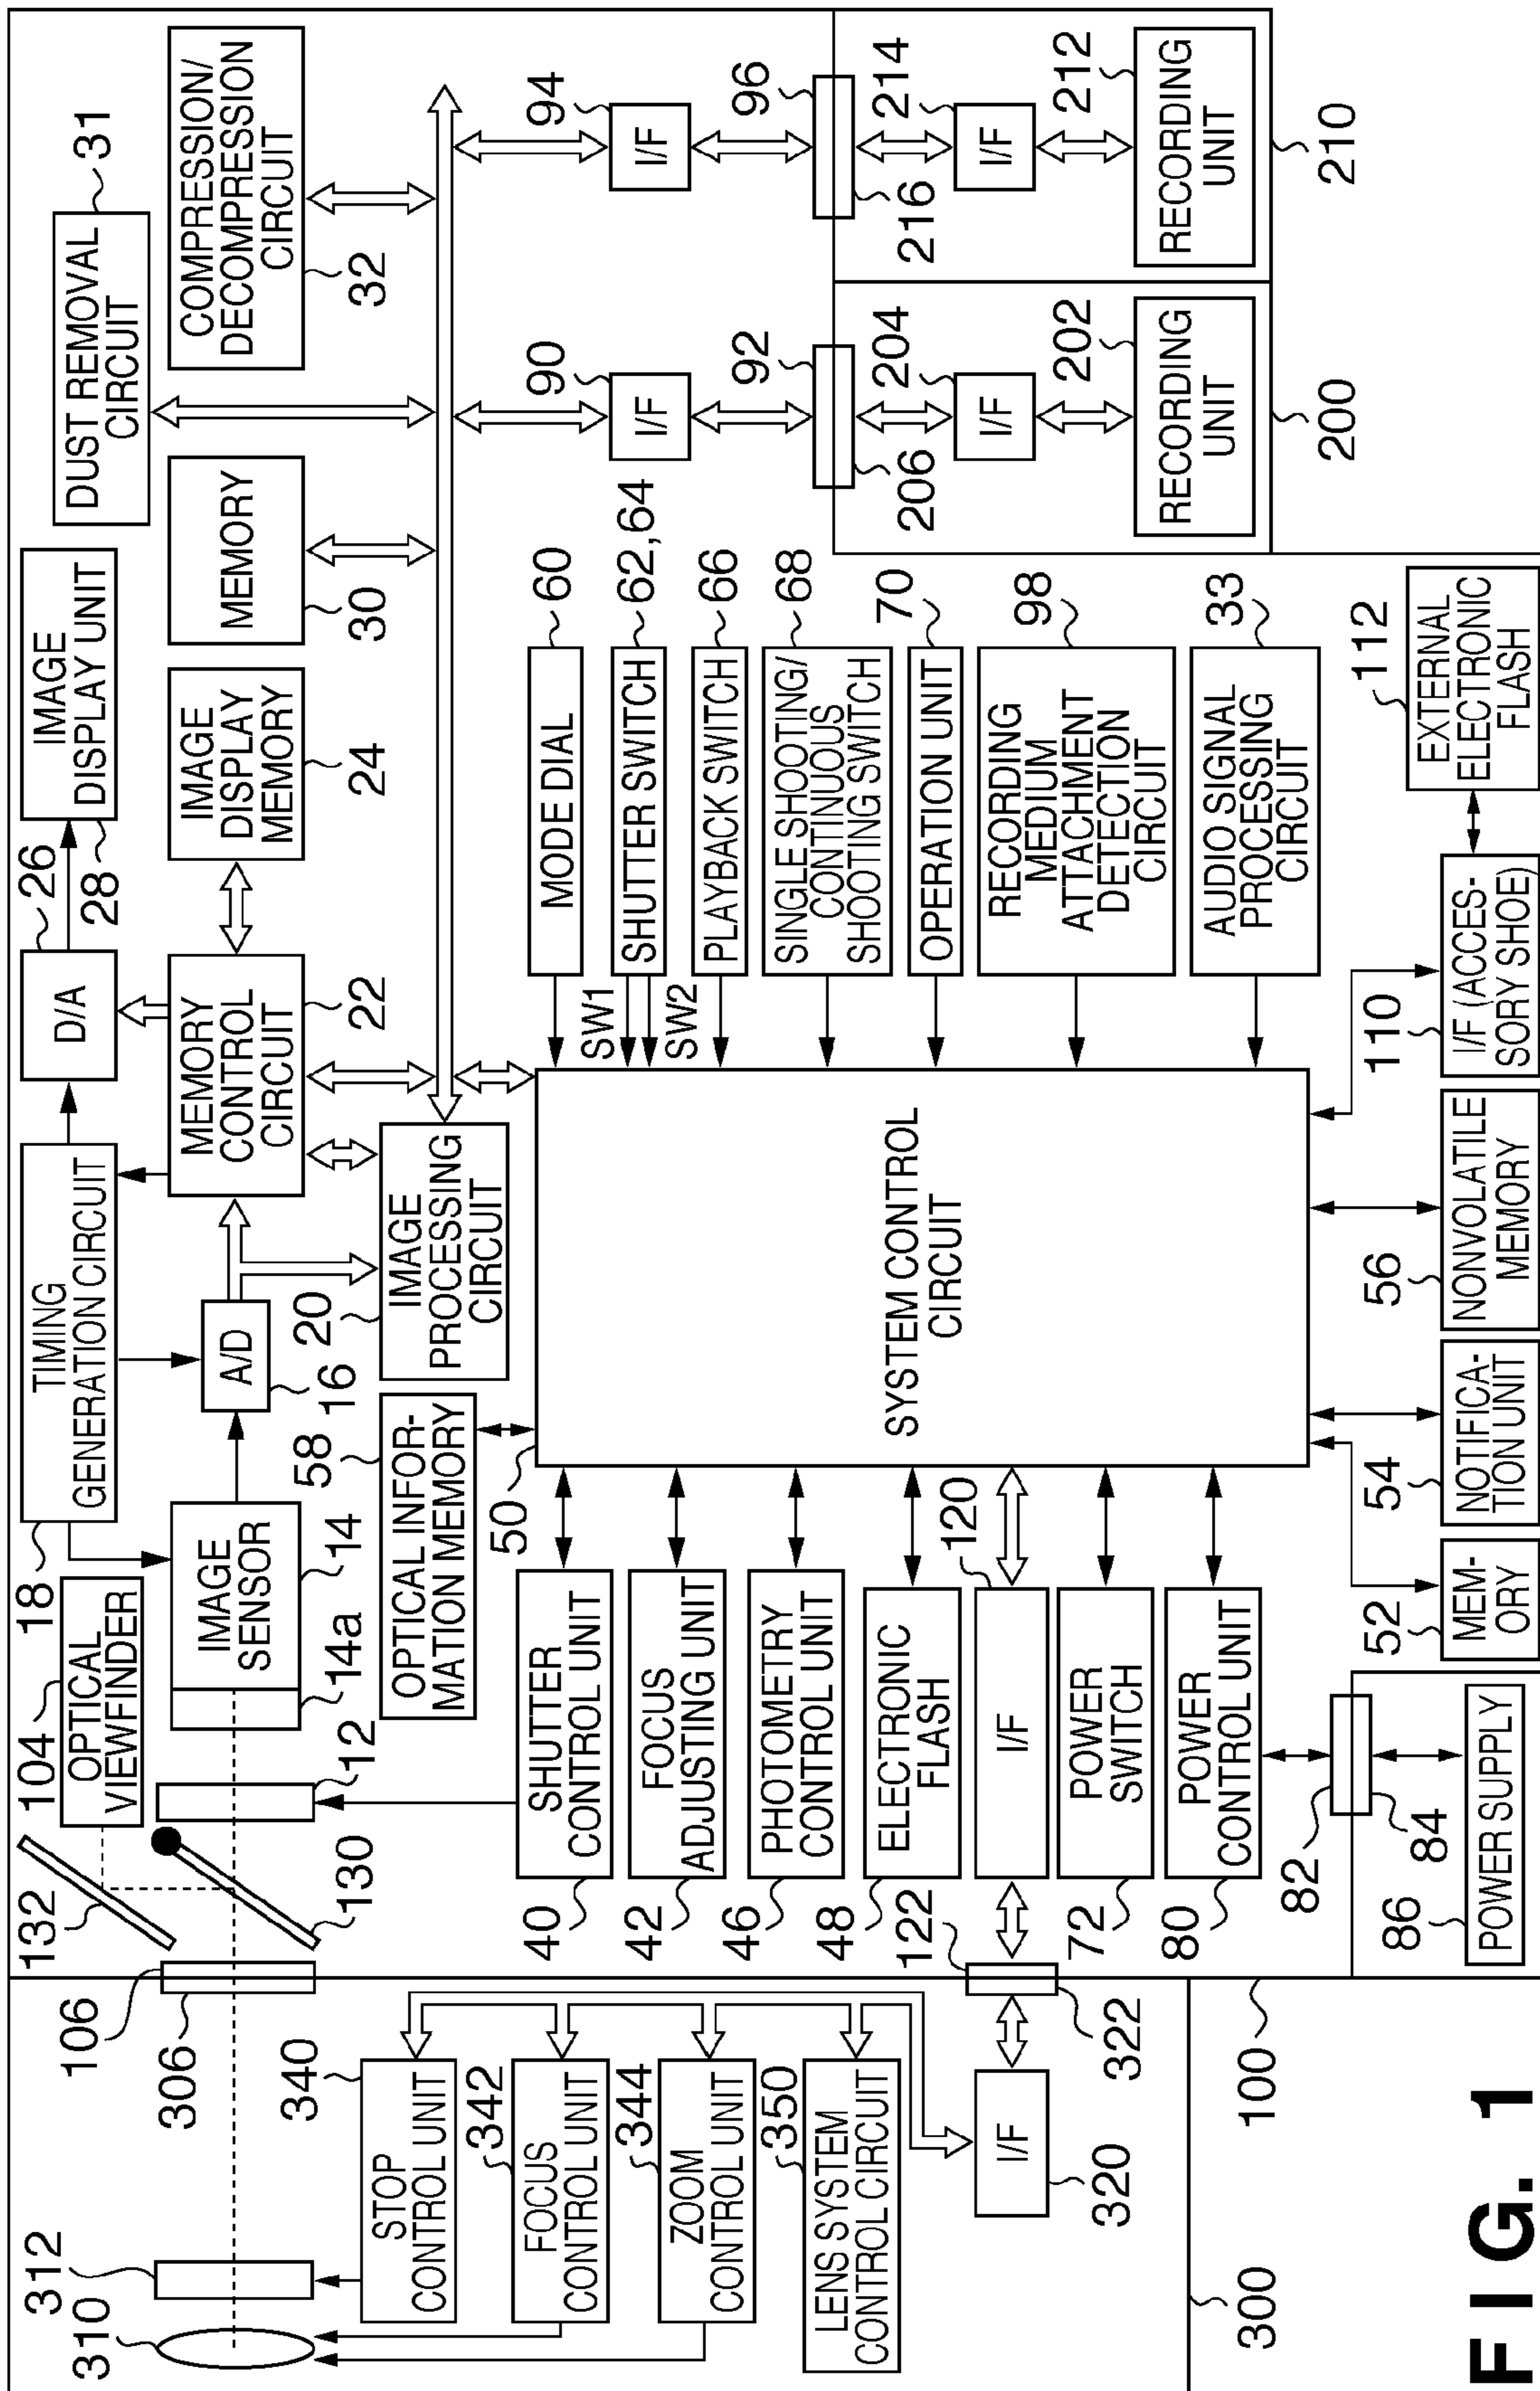 18
TIMING
GENERATION CIRCUIT
26
D/A
28
IMAGE
DISPLAY UNIT
DUST REMOVAL
CIRCUIT
31
132
104
OPTICAL
VIEWFINDER
IMAGE
SENSOR
14
14a
12
130
A/D
16
MEMORY
CONTROL
CIRCUIT
22
IMAGE
DISPLAY
MEMORY
24
MEMORY
30
COMPRESSION/
DECOMPRESSION
CIRCUIT
32
312
310
106
306
58
OPTICAL INFOR-
MATION MEMORY
20
IMAGE
PROCESSING
CIRCUIT
340
STOP
CONTROL UNIT
342
FOCUS
CONTROL UNIT
344
ZOOM
CONTROL UNIT
350
LENS SYSTEM
CONTROL CIRCUIT
I/F
320
322
122
40
SHUTTER
CONTROL UNIT
42
FOCUS
ADJUSTING UNIT
46
PHOTOMETRY
CONTROL UNIT
48
ELECTRONIC
FLASH
120
I/F
72
POWER
SWITCH
80
POWER
CONTROL UNIT
50
SYSTEM CONTROL
CIRCUIT
SW1
SW2
MODE DIAL
60
SHUTTER SWITCH
62,64
PLAYBACK SWITCH
66
SINGLE SHOOTING/
CONTINUOUS
SHOOTING SWITCH
68
OPERATION UNIT
70
RECORDING
MEDIUM
ATTACHMENT
DETECTION
CIRCUIT
98
AUDIO SIGNAL
PROCESSING
CIRCUIT
33
90
I/F
92
94
I/F
96
206
204
I/F
202
RECORDING
UNIT
200
216
214
I/F
212
RECORDING
UNIT
210
82
84
86
POWER SUPPLY
52
MEM-
ORY
54
NOTIFICA-
TION UNIT
56
NONVOLATILE
MEMORY
110
I/F (ACCES-
SORY SHOE)
112
EXTERNAL
ELECTRONIC
FLASH
300
100
FIG. 1